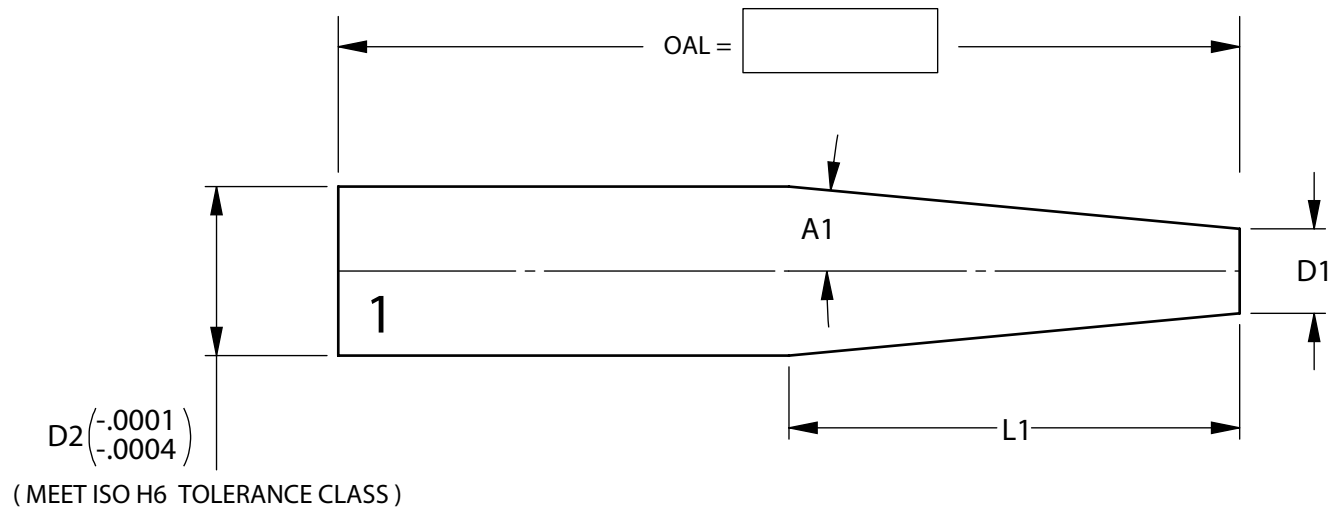 OAL =
A1
D1
1
D2 (-.0001
-.0004)
L1
( MEET ISO H6 TOLERANCE CLASS )